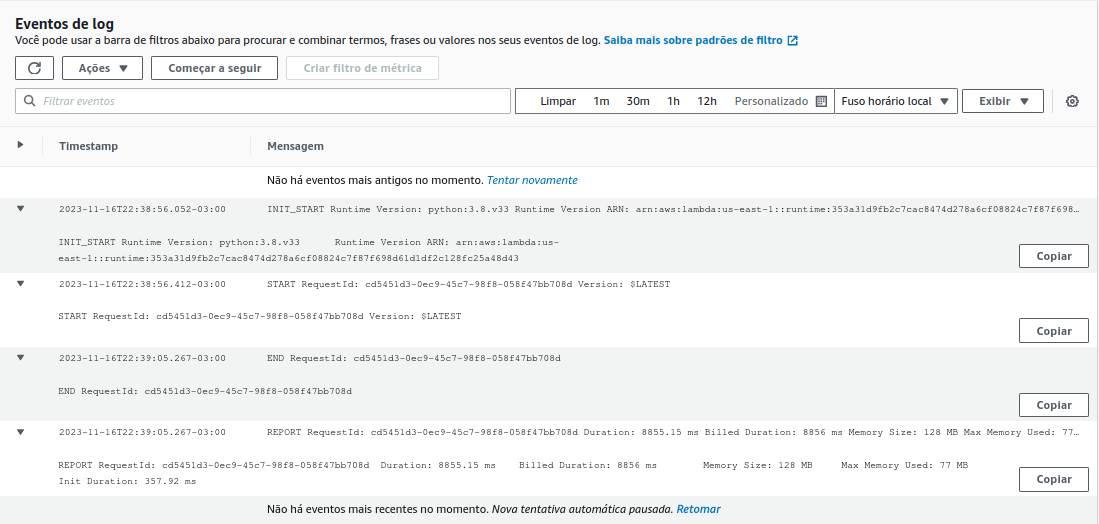 Eventos de log
Você pode usar a barra de filtros abaixo para procurar e combinar termos, frases ou valores nos seus eventos de log. Saiba mais sobre padrões de filtro
Ações Começar a seguir Criar filtro de métrica
Filtrar eventos Limpar 1m 30m 1h 12h Personalizado Fuso horário local Exibir
Timestamp Mensagem
Não há eventos mais antigos no momento. Tentar novamente
2023-11-16T22:38:56.052-03:00 INIT_START Runtime Version: python:3.8.v33 Runtime Version ARN: arn:aws:lambda:us-east-1::runtime:353a31d9fb2c7cac8474d278a6cf08824c7f87f698…
INIT_START Runtime Version: python:3.8.v33 Runtime Version ARN: arn:aws:lambda:us-
east-1::runtime:353a31d9fb2c7cac8474d278a6cf08824c7f87f698d61d1df2c128fc25a48d43
Copiar
2023-11-16T22:38:56.412-03:00 START RequestId: cd5451d3-0ec9-45c7-98f8-058f47bb708d Version: $LATEST
START RequestId: cd5451d3-0ec9-45c7-98f8-058f47bb708d Version: $LATEST
Copiar
2023-11-16T22:39:05.267-03:00 END RequestId: cd5451d3-0ec9-45c7-98f8-058f47bb708d
END RequestId: cd5451d3-0ec9-45c7-98f8-058f47bb708d
Copiar
2023-11-16T22:39:05.267-03:00 REPORT RequestId: cd5451d3-0ec9-45c7-98f8-058f47bb708d Duration: 8855.15 ms Billed Duration: 8856 ms Memory Size: 128 MB Max Memory Used: 77…
REPORT RequestId: cd5451d3-0ec9-45c7-98f8-058f47bb708d Duration: 8855.15 ms Billed Duration: 8856 ms Memory Size: 128 MB Max Memory Used: 77 MB
Init Duration: 357.92 ms
Copiar
Não há eventos mais recentes no momento. Nova tentativa automática pausada. Retomar